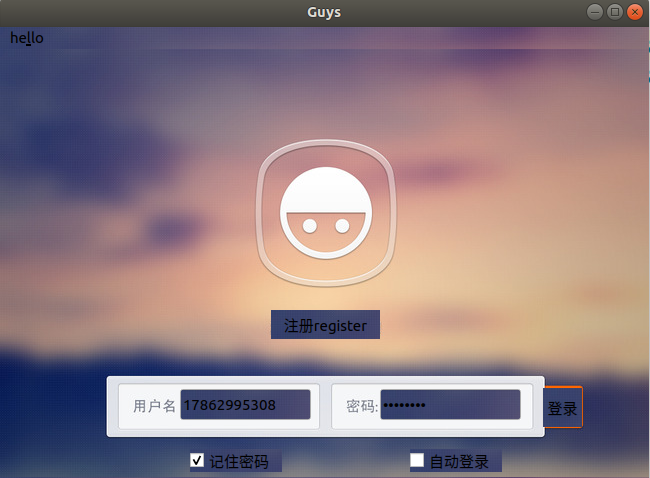 Guys
hello
注册register
用户名 17862995308 密码: ••••••••
登录
记住密码 自动登录